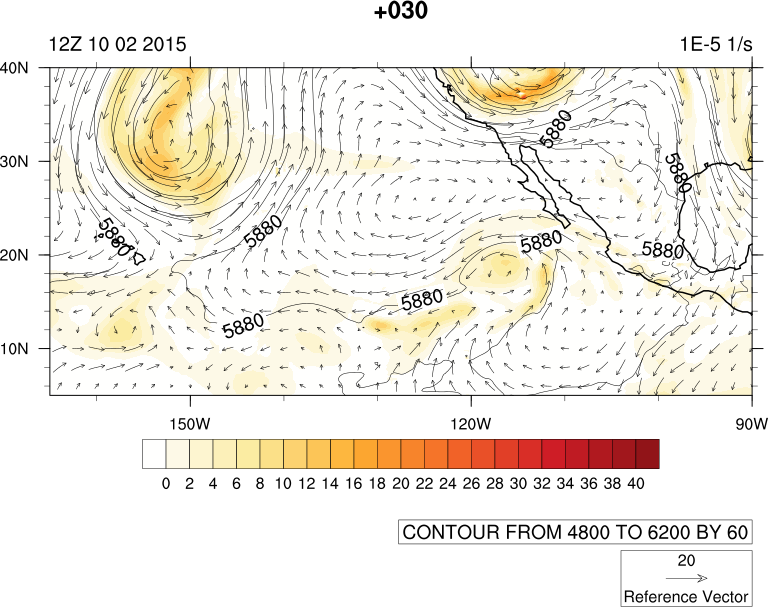 +030
12Z 10 02 2015 1E-5 1/s
40N
5880
30N
5880
5880
5880
5880
20N
5880
5880
5880
10N
150W 120W 90W
0 2 4 6 8 10 12 14 16 18 20 22 24 26 28 30 32 34 36 38 40
CONTOUR FROM 4800 TO 6200 BY 60
20
Reference Vector